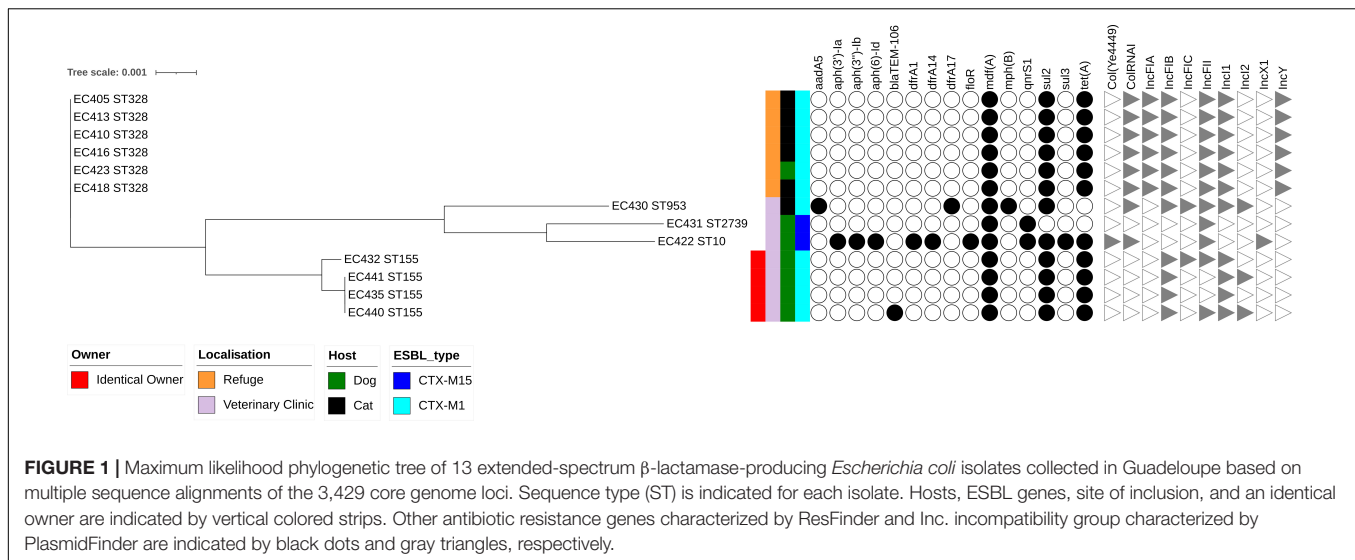 Tree scale: 0.001
aadA5
aph(3')-Ia
aph(3'')-Ib
aph(6)-Id
blaTEM-106
dfrA1
dfrA14
dfrA17
floR
mdf(A)
mph(B)
qnrS1
sul2
sul3
tet(A)
Col(Ye4449)
ColRNAI
IncFIA
IncFIB
IncFIC
IncFII
IncI1
IncI2
IncX1
IncY
EC405 ST328
EC413 ST328
EC410 ST328
EC416 ST328
EC423 ST328
EC418 ST328
EC430 ST953
EC431 ST2739
EC422 ST10
EC432 ST155
EC441 ST155
EC435 ST155
EC440 ST155
Owner
Identical Owner
Localisation
Refuge
Veterinary Clinic
Host
Dog
Cat
ESBL_type
CTX-M15
CTX-M1
FIGURE 1 | Maximum likelihood phylogenetic tree of 13 extended-spectrum β-lactamase-producing Escherichia coli isolates collected in Guadeloupe based on
multiple sequence alignments of the 3,429 core genome loci. Sequence type (ST) is indicated for each isolate. Hosts, ESBL genes, site of inclusion, and an identical
owner are indicated by vertical colored strips. Other antibiotic resistance genes characterized by ResFinder and Inc. incompatibility group characterized by
PlasmidFinder are indicated by black dots and gray triangles, respectively.